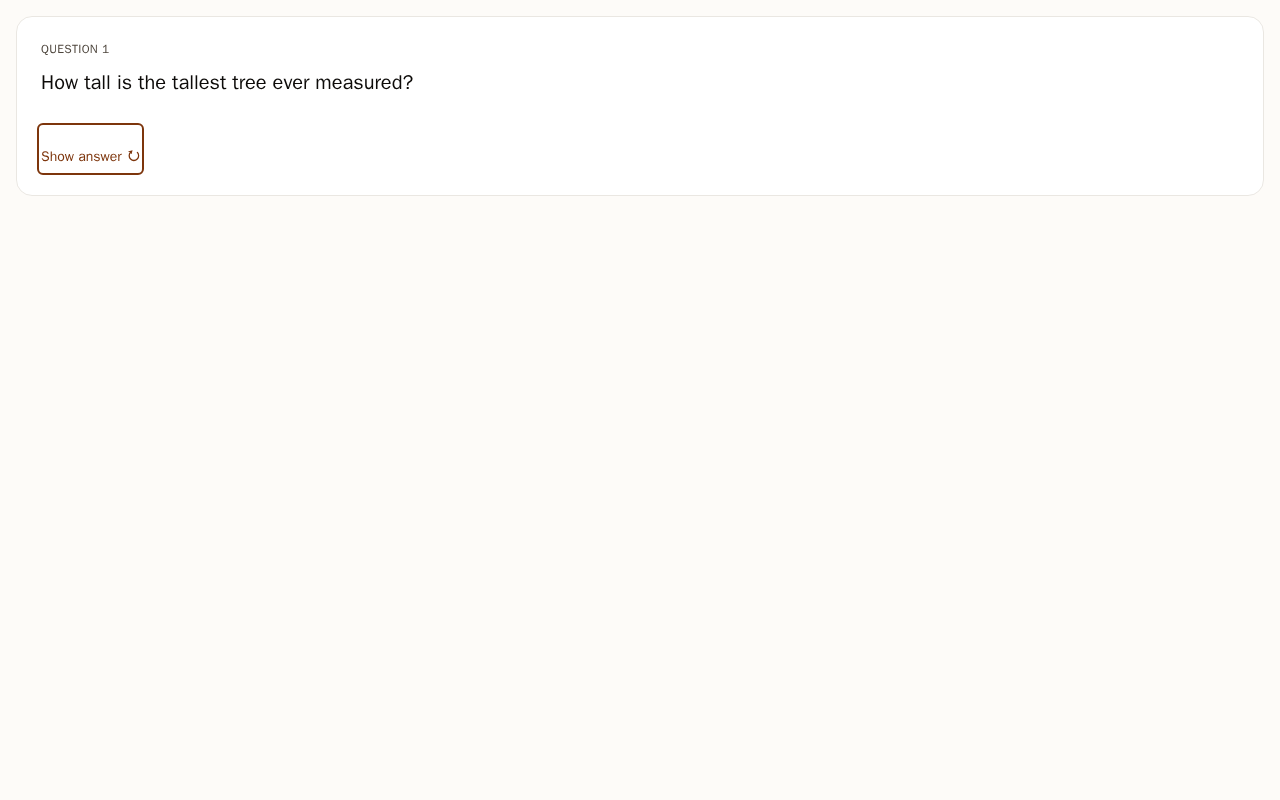 QUESTION 1
How tall is the tallest tree ever measured?
Show answer ↻